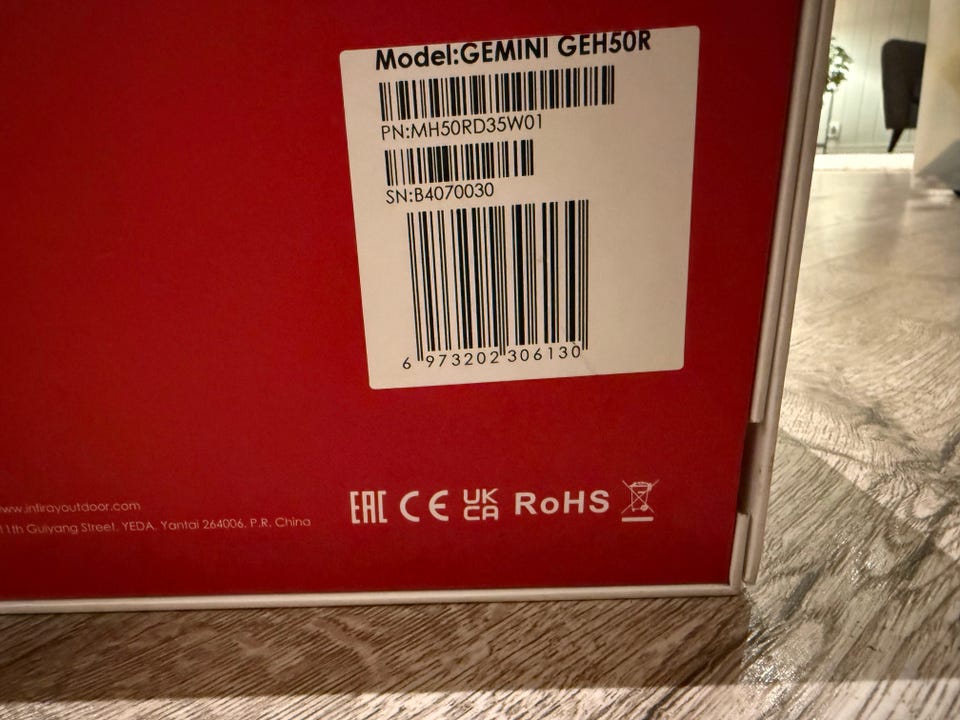 Model:GEMINI GEH50R
PN:MH50RD35W01
SN:B4070030
6 973202 306130
ww.infirayoutdoor.com
11th Guiyang Street, YEDA, Yantai 264006, P.R. China
EAC CE UK CA RoHS